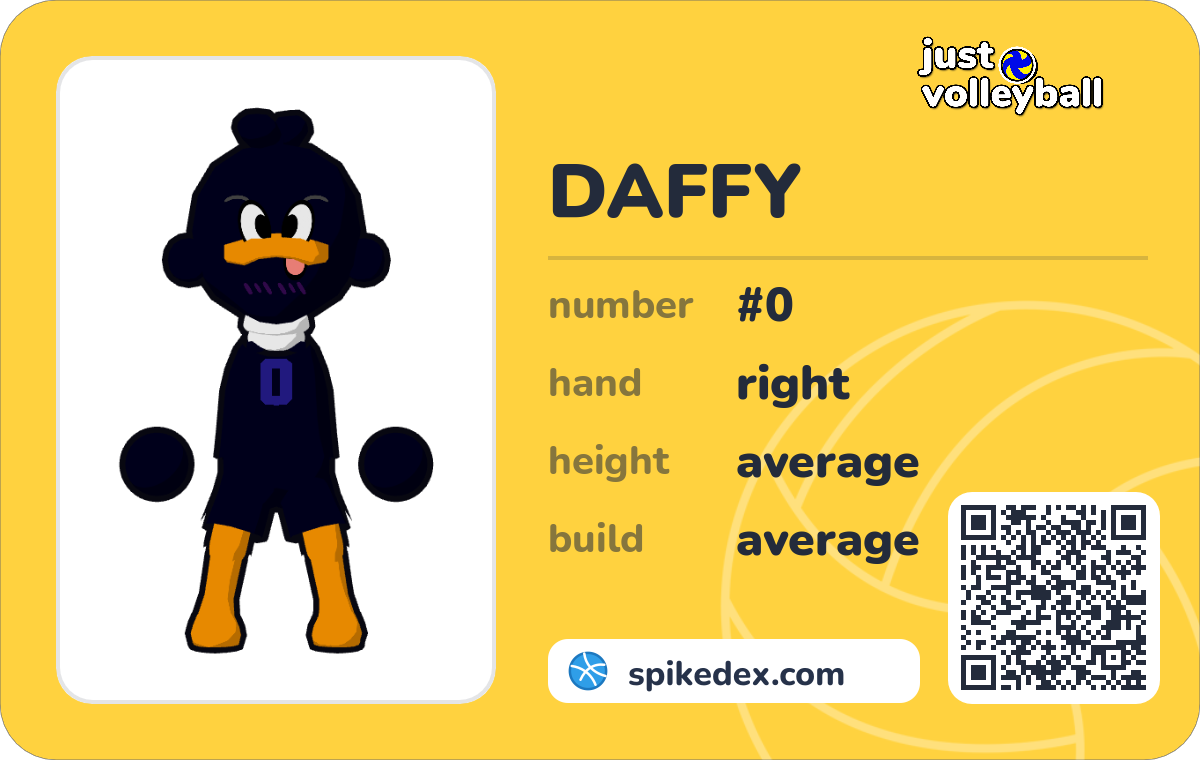 just
volleyball
DAFFY
number #0
hand right
height average
build average
spikedex.com
0